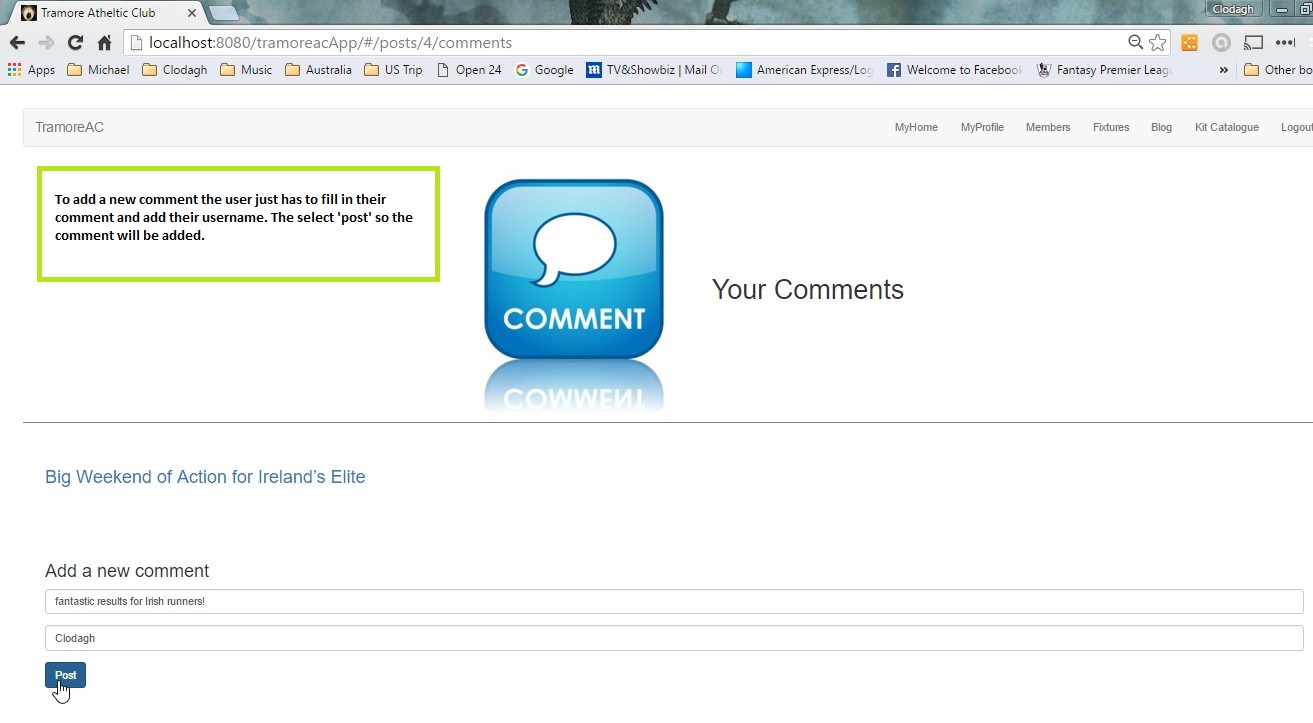 Tramore Atheltic Club
Clodagh
localhost:8080/tramoreacApp/#/posts/4/comments
Apps Michael Clodagh Music Australia US Trip Open 24 Google TV&Showbiz | Mail O American Express/Log Welcome to Facebook Fantasy Premier Leag » Other bo
TramoreAC MyHome MyProfile Members Fixtures Blog Kit Catalogue Logout
To add a new comment the user just has to fill in their
comment and add their username. The select 'post' so the
comment will be added.
COMMENT
Your Comments
Big Weekend of Action for Ireland’s Elite
Add a new comment
fantastic results for Irish runners!
Clodagh
Post